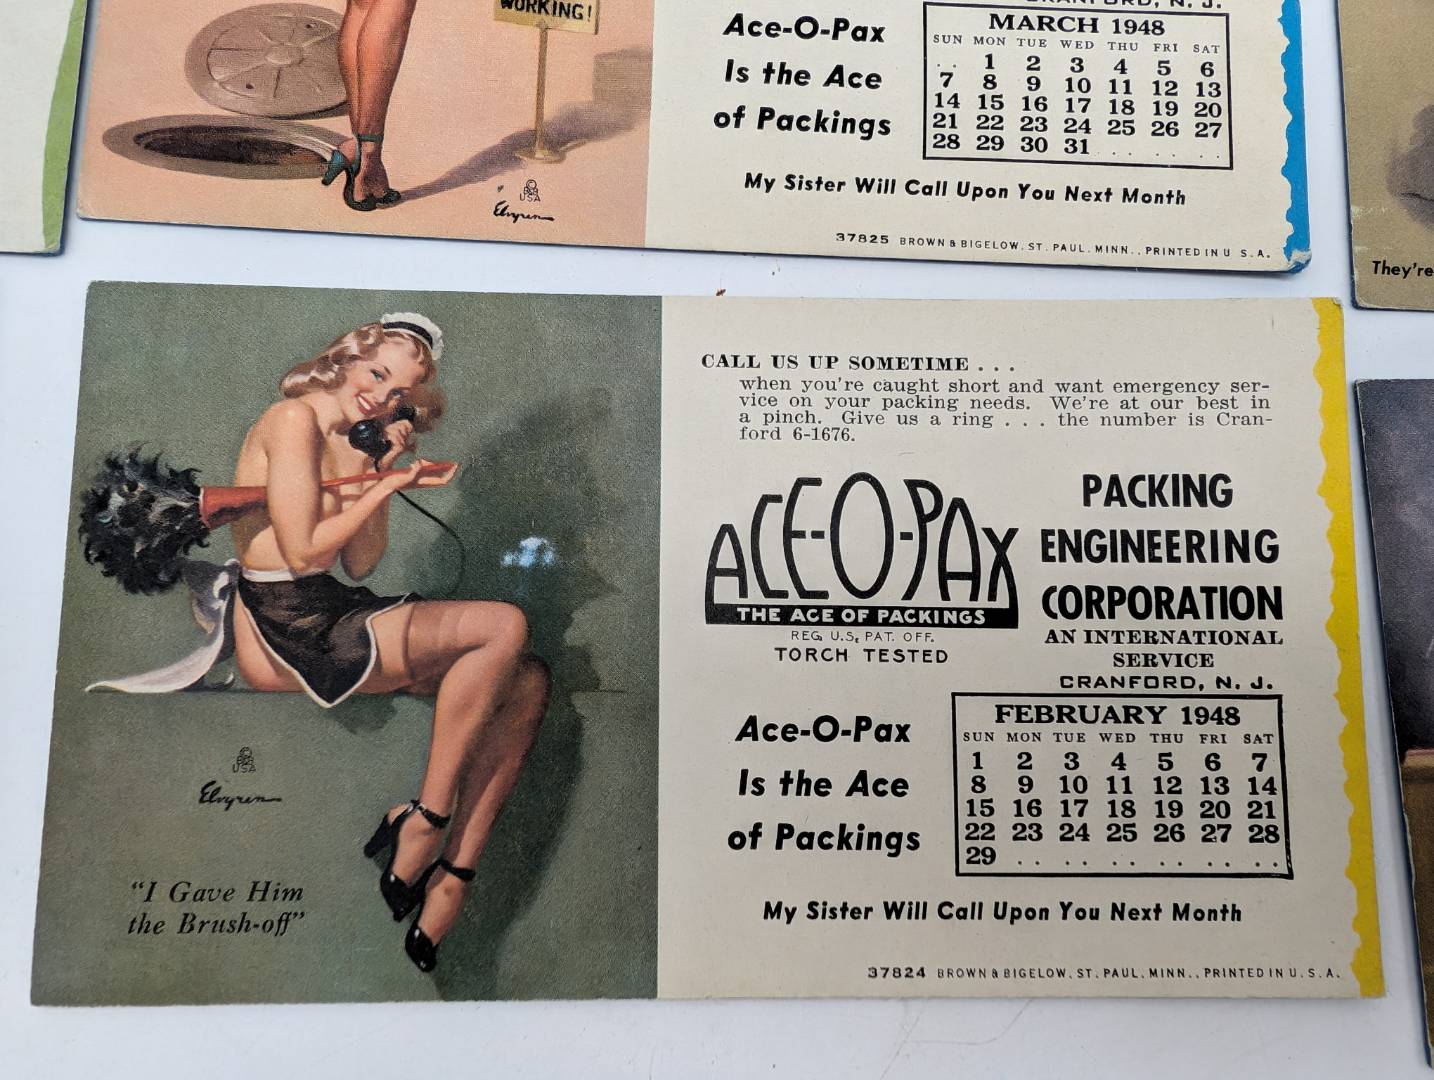 WORKING!
Ace-O-Pax
Is the Ace
of Packings
MARCH 1948
SUN MON TUE WED THU FRI SAT
. . 1 2 3 4 5 6
7 8 9 10 11 12 13
14 15 16 17 18 19 20
21 22 23 24 25 26 27
28 29 30 31 . . . . .
My Sister Will Call Upon You Next Month
B&B
USA
Elvgren
37825 BROWN & BIGELOW, ST. PAUL, MINN., PRINTED IN U S.A.
They're
CALL US UP SOMETIME . . .
when you're caught short and want emergency ser-
vice on your packing needs. We're at our best in
a pinch. Give us a ring . . . the number is Cran-
ford 6-1676.
ACE-O-PAX
THE ACE OF PACKINGS
REG. U.S. PAT. OFF.
TORCH TESTED
PACKING
ENGINEERING
CORPORATION
AN INTERNATIONAL
SERVICE
CRANFORD, N. J.
Ace-O-Pax
Is the Ace
of Packings
FEBRUARY 1948
SUN MON TUE WED THU FRI SAT
1 2 3 4 5 6 7
8 9 10 11 12 13 14
15 16 17 18 19 20 21
22 23 24 25 26 27 28
29 . . . . . . . . . . .
My Sister Will Call Upon You Next Month
37824 BROWN & BIGELOW, ST. PAUL, MINN., PRINTED IN U.S.A.
B&B
USA
Elvgren
"I Gave Him
the Brush-off"